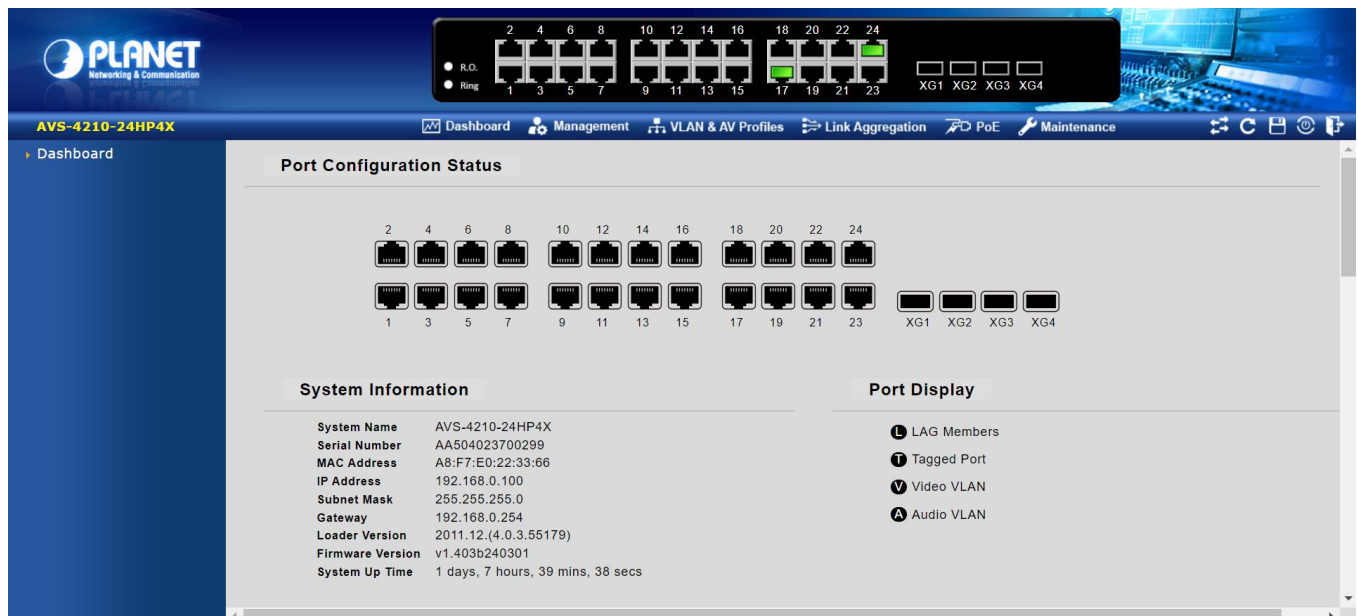 PLANET
Networking & Communication
2 4 6 8 10 12 14 16 18 20 22 24
R.O.
Ring
1 3 5 7 9 11 13 15 17 19 21 23 XG1 XG2 XG3 XG4
AVS-4210-24HP4X
Dashboard Management VLAN & AV Profiles Link Aggregation PoE Maintenance
Dashboard
Port Configuration Status
2 4 6 8 10 12 14 16 18 20 22 24
1 3 5 7 9 11 13 15 17 19 21 23 XG1 XG2 XG3 XG4
System Information
System Name AVS-4210-24HP4X
Serial Number AA504023700299
MAC Address A8:F7:E0:22:33:66
IP Address 192.168.0.100
Subnet Mask 255.255.255.0
Gateway 192.168.0.254
Loader Version 2011.12.(4.0.3.55179)
Firmware Version v1.403b240301
System Up Time 1 days, 7 hours, 39 mins, 38 secs
Port Display
L LAG Members
T Tagged Port
V Video VLAN
A Audio VLAN